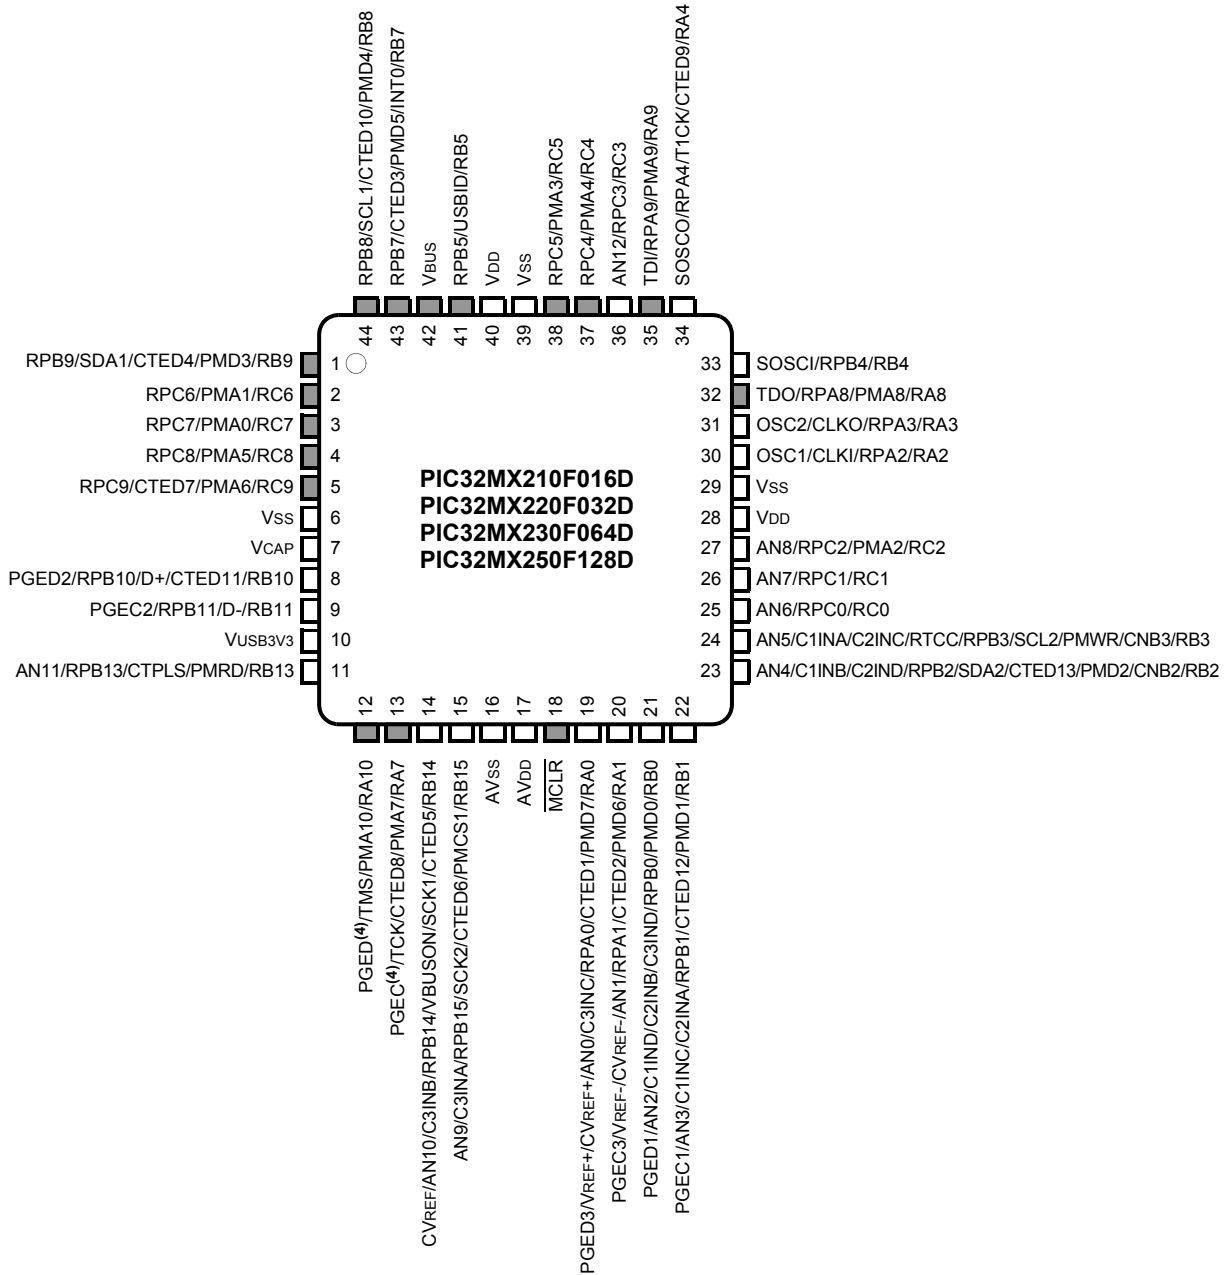 RPB8/SCL1/CTED10/PMD4/RB8
RPB7/CTED3/PMD5/INT0/RB7
VBUS
RPB5/USBID/RB5
VDD
VSS
RPC5/PMA3/RC5
RPC4/PMA4/RC4
AN12/RPC3/RC3
TDI/RPA9/PMA9/RA9
SOSCO/RPA4/T1CK/CTED9/RA4
44
43
42
41
40
39
38
37
36
35
34
RPB9/SDA1/CTED4/PMD3/RB9 1
RPC6/PMA1/RC6 2
RPC7/PMA0/RC7 3
RPC8/PMA5/RC8 4
RPC9/CTED7/PMA6/RC9 5
VSS 6
VCAP 7
PGED2/RPB10/D+/CTED11/RB10 8
PGEC2/RPB11/D-/RB11 9
VUSB3V3 10
AN11/RPB13/CTPLS/PMRD/RB13 11
PIC32MX210F016D
PIC32MX220F032D
PIC32MX230F064D
PIC32MX250F128D
33 SOSCI/RPB4/RB4
32 TDO/RPA8/PMA8/RA8
31 OSC2/CLKO/RPA3/RA3
30 OSC1/CLKI/RPA2/RA2
29 VSS
28 VDD
27 AN8/RPC2/PMA2/RC2
26 AN7/RPC1/RC1
25 AN6/RPC0/RC0
24 AN5/C1INA/C2INC/RTCC/RPB3/SCL2/PMWR/CNB3/RB3
23 AN4/C1INB/C2IND/RPB2/SDA2/CTED13/PMD2/CNB2/RB2
12
13
14
15
16
17
18
19
20
21
22
PGED(4)/TMS/PMA10/RA10
PGEC(4)/TCK/CTED8/PMA7/RA7
CVREF/AN10/C3INB/RPB14/VBUSON/SCK1/CTED5/RB14
AN9/C3INA/RPB15/SCK2/CTED6/PMCS1/RB15
AVSS
AVDD
MCLR
PGED3/VREF+/CVREF+/AN0/C3INC/RPA0/CTED1/PMD7/RA0
PGEC3/VREF-/CVREF-/AN1/RPA1/CTED2/PMD6/RA1
PGED1/AN2/C1IND/C2INB/C3IND/RPB0/PMD0/RB0
PGEC1/AN3/C1INC/C2INA/RPB1/CTED12/PMD1/RB1